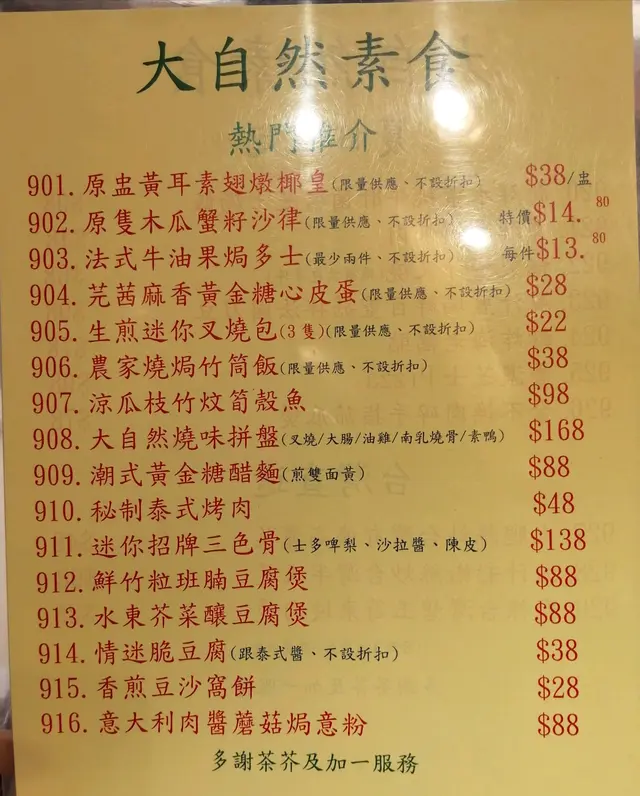 大自然素食
熱門推介
901. 原盅黃耳素翅燉椰皇(限量供應、不設折扣) $38/盅
902. 原隻木瓜蟹籽沙律(限量供應、不設折扣) 特價$14.80
903. 法式牛油果焗多士(最少兩件、不設折扣) 每件$13.80
904. 芫茜麻香黃金糖心皮蛋(限量供應、不設折扣) $28
905. 生煎迷你叉燒包(3隻)(限量供應、不設折扣) $22
906. 農家燒焗竹筒飯(限量供應、不設折扣) $38
907. 涼瓜枝竹炆筍殼魚 $98
908. 大自然燒味拼盤(叉燒/大腸/油雞/南乳燒骨/素鴨) $168
909. 潮式黃金糖醋麵(煎雙面黃) $88
910. 秘制泰式烤肉 $48
911. 迷你招牌三色骨(士多啤梨、沙拉醬、陳皮) $138
912. 鮮竹粒班腩豆腐煲 $88
913. 水東芥菜釀豆腐煲 $88
914. 情迷脆豆腐(跟泰式醬、不設折扣) $38
915. 香煎豆沙窩餅 $28
916. 意大利肉醬蘑菇焗意粉 $88
多謝茶芥及加一服務